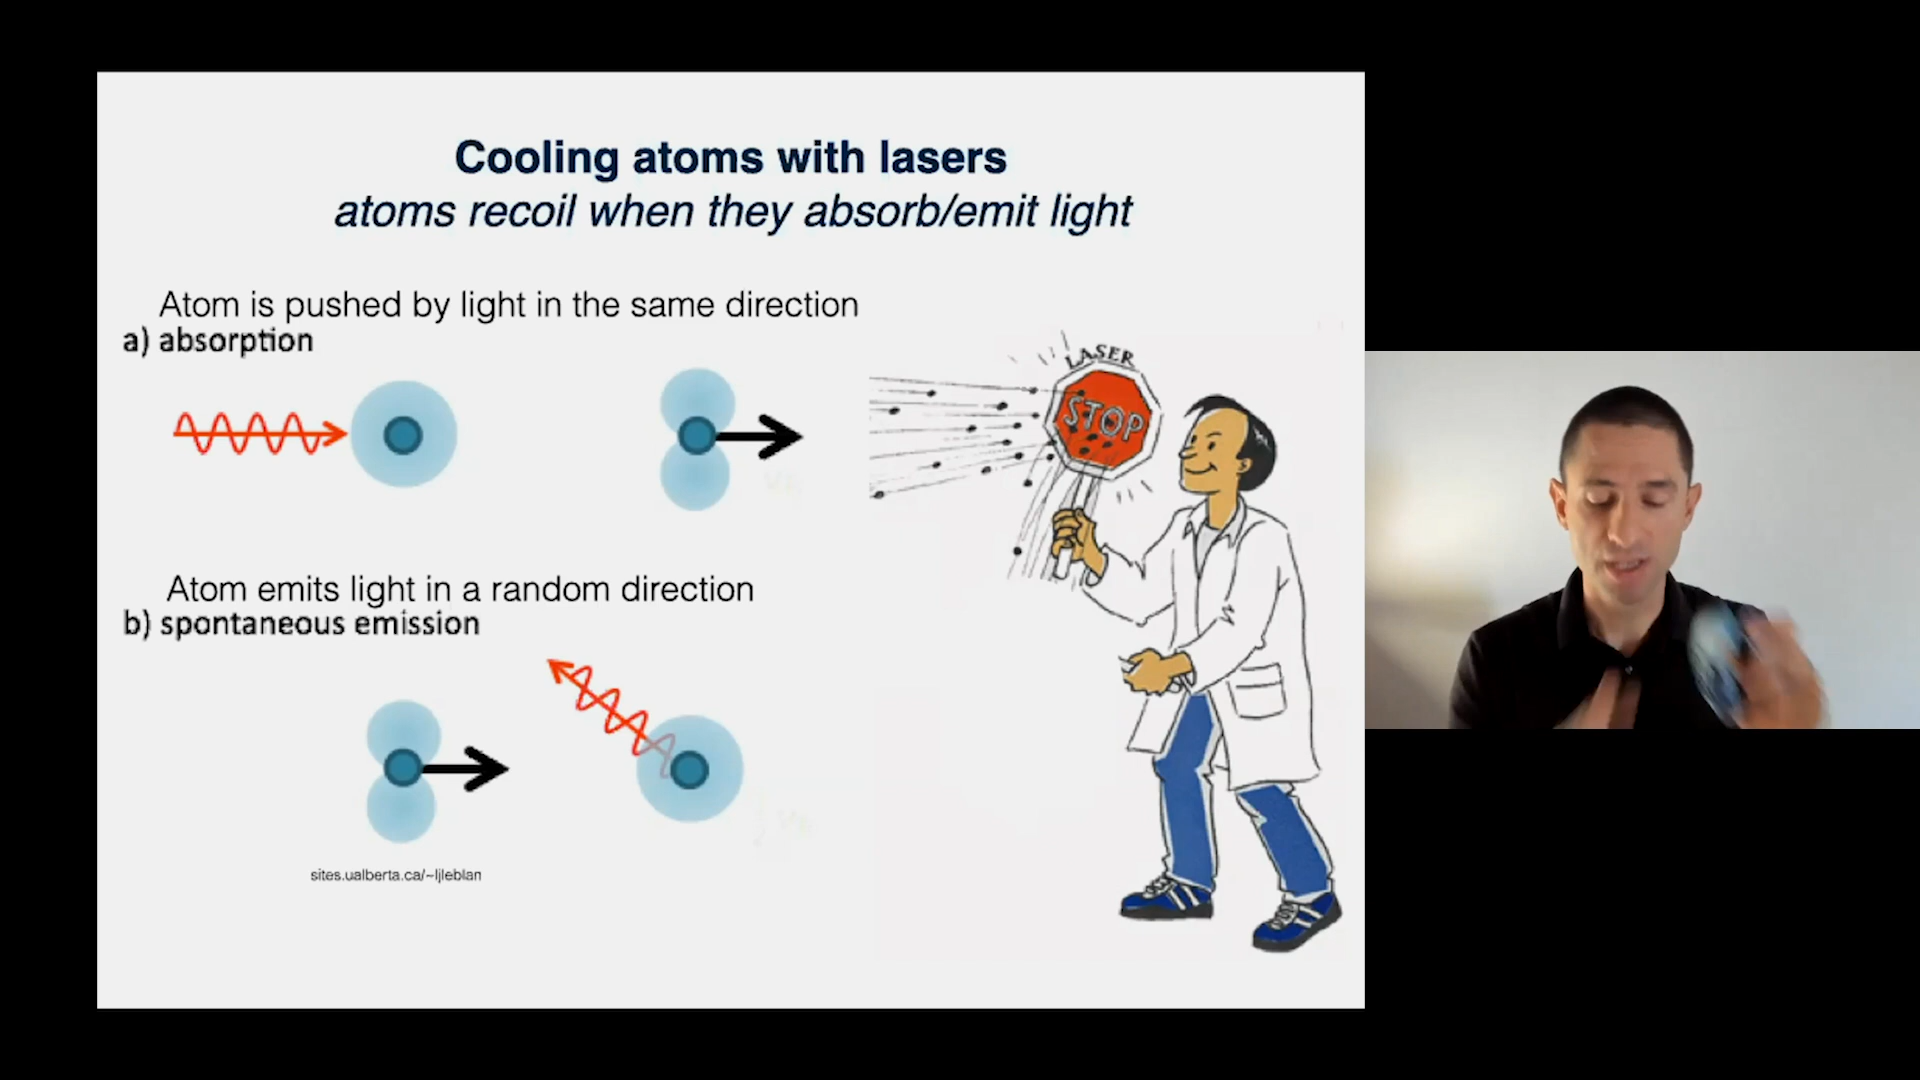 Cooling atoms with lasers
atoms recoil when they absorb/emit light
Atom is pushed by light in the same direction
a) absorption
LASER
STOP
Atom emits light in a random direction
b) spontaneous emission
sites.ualberta.ca/~ljleblan